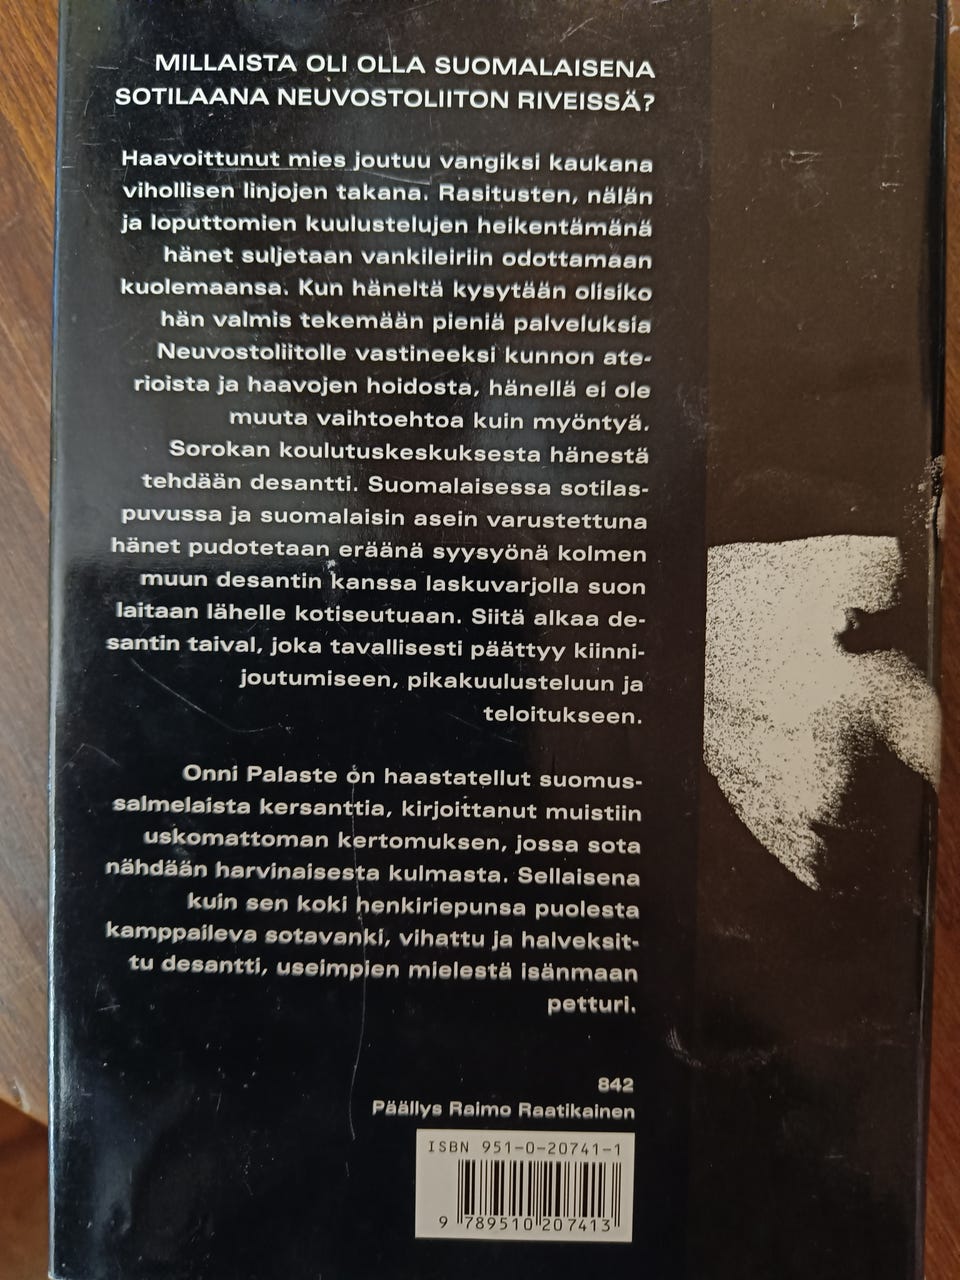 MILLAISTA OLI OLLA SUOMALAISENA
SOTILAANA NEUVOSTOLIITON RIVEISSÄ?
Haavoittunut mies joutuu vangiksi kaukana
vihollisen linjojen takana. Rasitusten, nälän
ja loputtomien kuulustelujen heikentämänä
hänet suljetaan vankileiriin odottamaan
kuolemaansa. Kun häneltä kysytään olisiko
hän valmis tekemään pieniä palveluksia
Neuvostoliitolle vastineeksi kunnon ate-
rioista ja haavojen hoidosta, hänellä ei ole
muuta vaihtoehtoa kuin myöntyä.
Sorokan koulutuskeskuksesta hänestä
tehdään desantti. Suomalaisessa sotilas-
puvussa ja suomalaisin asein varustettuna
hänet pudotetaan eräänä syysyönä kolmen
muun desantin kanssa laskuvarjolla suon
laitaan lähelle kotiseutuaan. Siitä alkaa de-
santin taival, joka tavallisesti päättyy kiinni-
joutumiseen, pikakuulusteluun ja
teloitukseen.
Onni Palaste on haastatellut suomus-
salmelaista kersanttia, kirjoittanut muistiin
uskomattoman kertomuksen, jossa sota
nähdään harvinaisesta kulmasta. Sellaisena
kuin sen koki henkiriepunsa puolesta
kamppaileva sotavanki, vihattu ja halveksit-
tu desantti, useimpien mielestä isänmaan
petturi.
842
Päällys Raimo Raatikainen
ISBN 951-0-20741-1
9 789510 207413